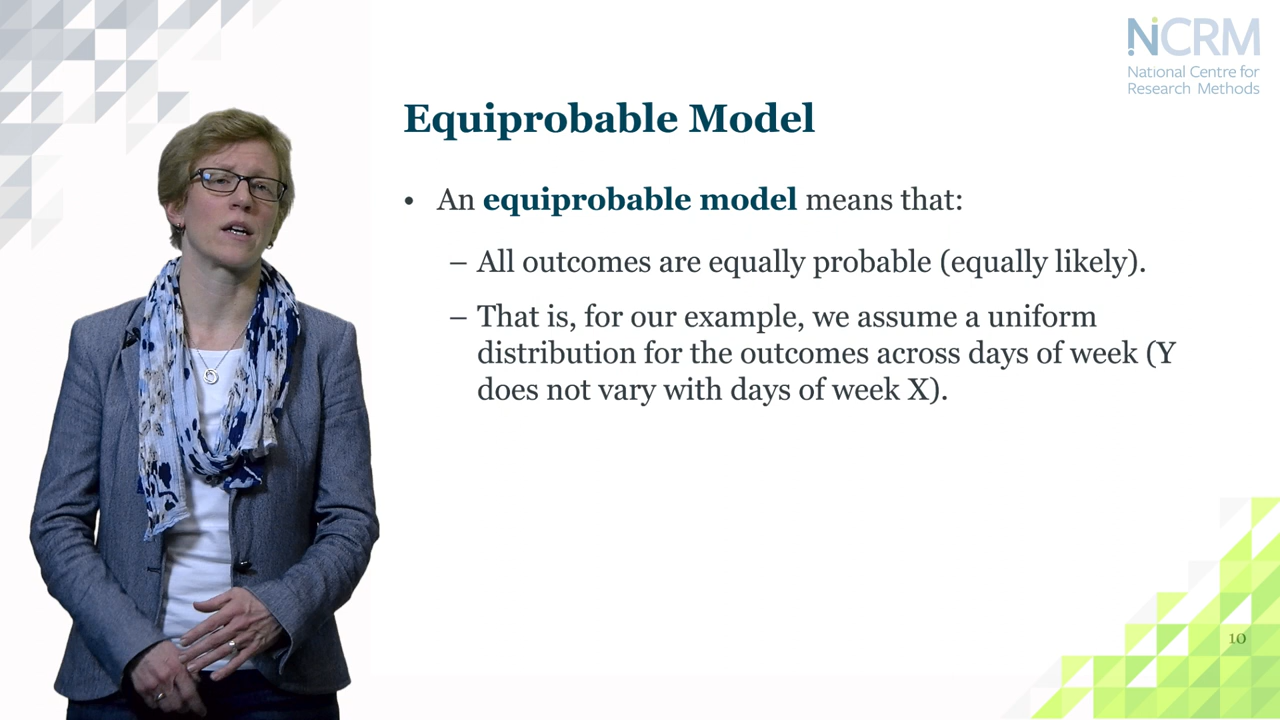 NCRM
National Centre for
Research Methods
Equiprobable Model
• An equiprobable model means that:
– All outcomes are equally probable (equally likely).
– That is, for our example, we assume a uniform
distribution for the outcomes across days of week (Y
does not vary with days of week X).
10